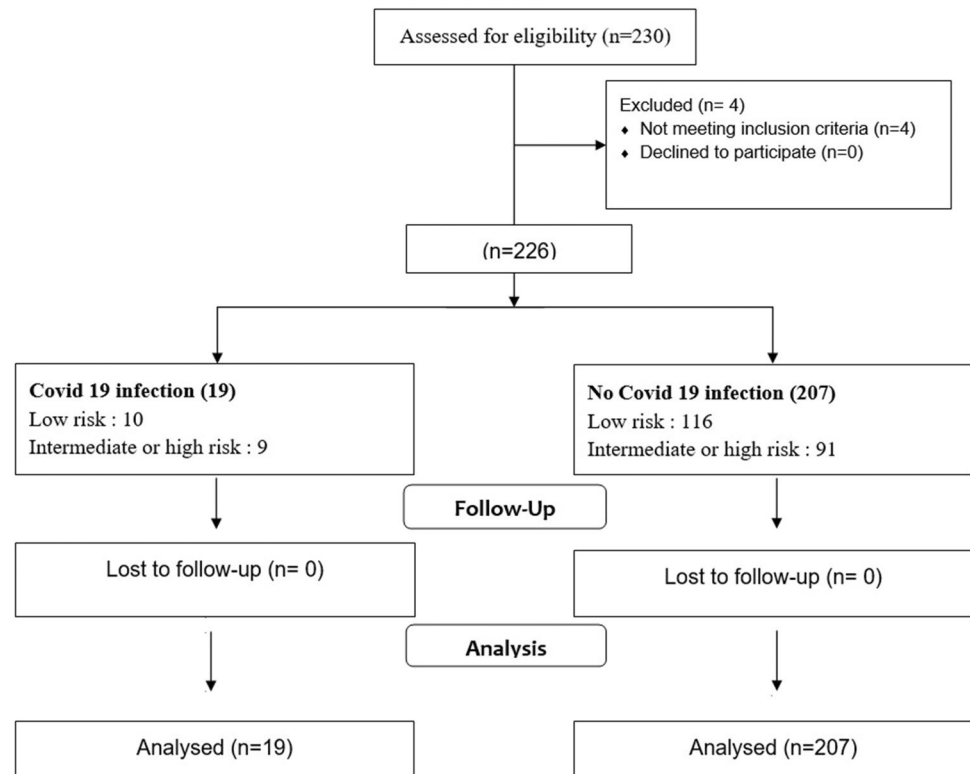 Assessed for eligibility (n=230)
Excluded (n= 4)
♦ Not meeting inclusion criteria (n=4)
♦ Declined to participate (n=0)
(n=226)
Covid 19 infection (19)
Low risk : 10
Intermediate or high risk : 9
No Covid 19 infection (207)
Low risk : 116
Intermediate or high risk : 91
Follow-Up
Lost to follow-up (n= 0)
Lost to follow-up (n= 0)
Analysis
Analysed (n=19)
Analysed (n=207)